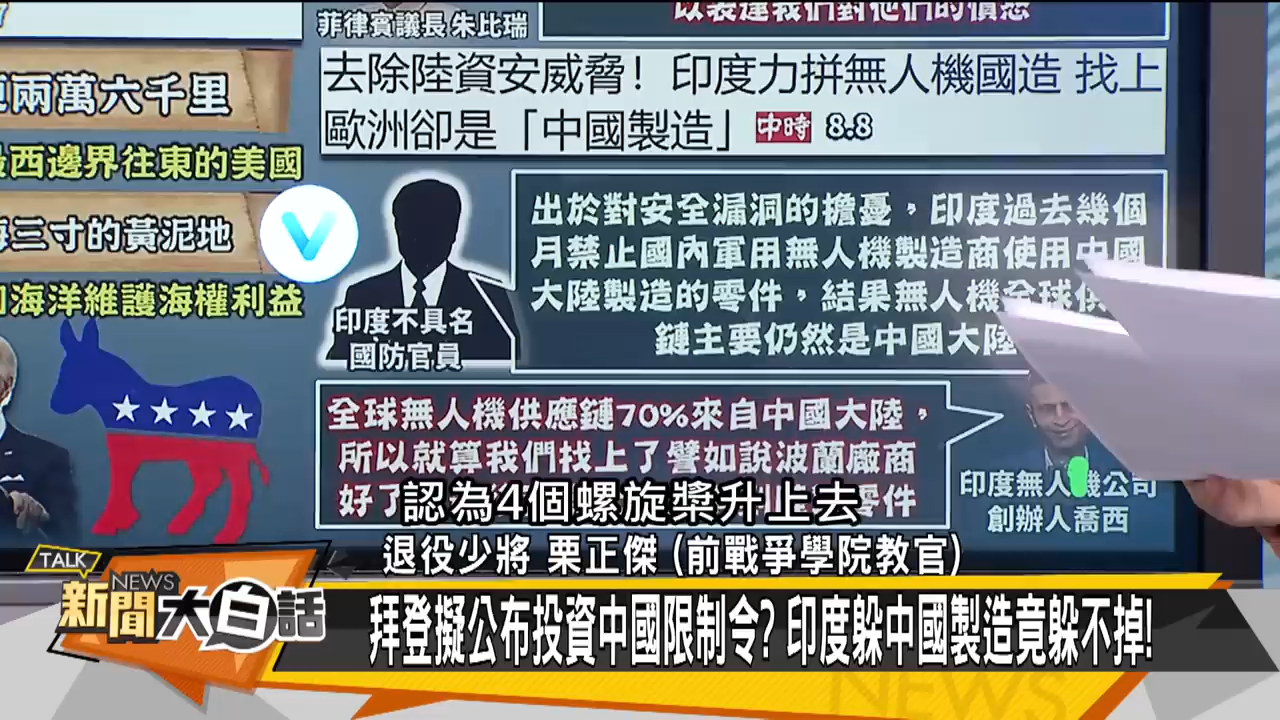 以表達我們對他們的憤怒
菲律賓議長朱比瑞
兩萬六千里
西邊界往東的美國
三寸的黃泥地
海洋維護海權利益
去除陸資安威脅!印度力拼無人機國造 找上
歐洲卻是「中國製造」 中時 8.8
出於對安全漏洞的擔憂,印度過去幾個
月禁止國內軍用無人機製造商使用中國
大陸製造的零件,結果無人機全球供
鏈主要仍然是中國大陸
印度不具名
國防官員
全球無人機供應鏈70%來自中國大陸,
所以就算我們找上了譬如說波蘭廠商
好了
零件
印度無人機公司
創辦人喬西
認為4個螺旋槳升上去
退役少將 栗正傑 (前戰爭學院教官)
TALK
NEWS
新聞大白話
拜登擬公布投資中國限制令? 印度躲中國製造竟躲不掉!
NEWS